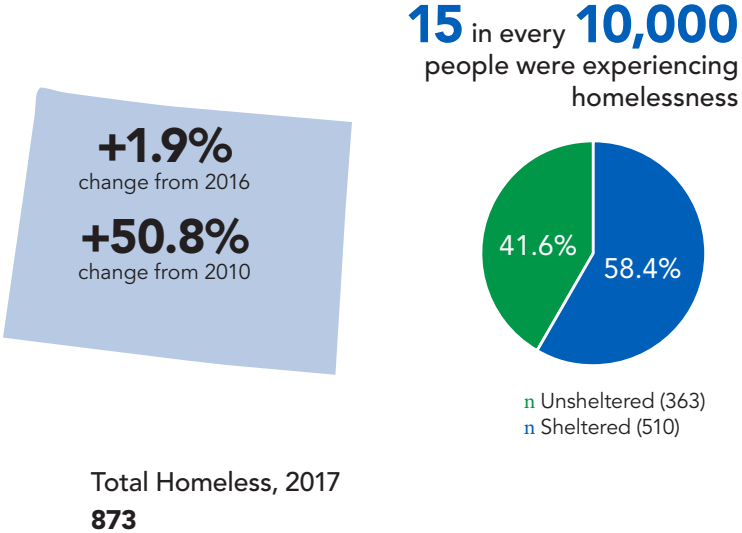 15 in every 10,000
people were experiencing
homelessness
+1.9%
change from 2016
+50.8%
change from 2010
41.6%
58.4%
n Unsheltered (363)
n Sheltered (510)
Total Homeless, 2017
873